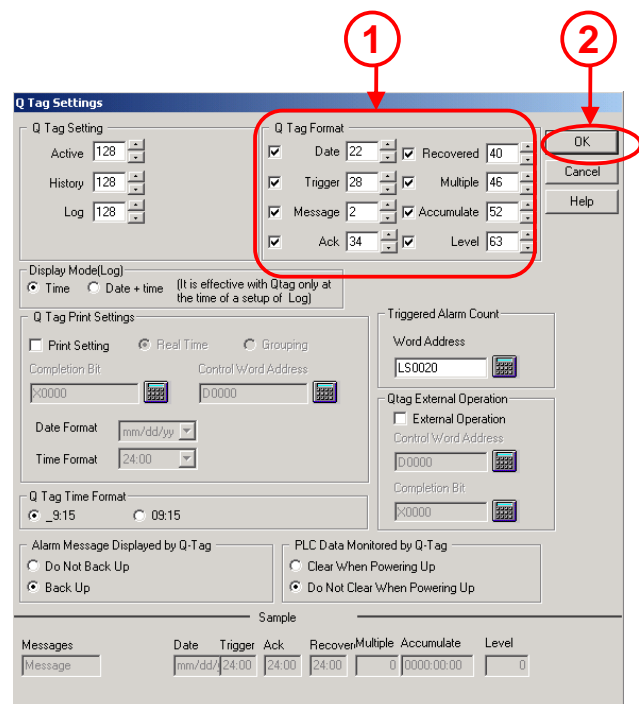 1 2
Q Tag Settings
Q Tag Setting
Active 128
History 128
Log 128
Q Tag Format
Date 22 Recovered 40
Trigger 28 Multiple 46
Message 2 Accumulate 52
Ack 34 Level 63
OK
Cancel
Help
Display Mode(Log)
Time Date + time (It is effective with Qtag only at
the time of a setup of Log)
Q Tag Print Settings
Print Setting Real Time Grouping
Completion Bit Control Word Address
X0000 D0000
Date Format mm/dd/yy
Time Format 24:00
Triggered Alarm Count
Word Address
LS0020
Qtag External Operation
External Operation
Control Word Address
D0000
Completion Bit
X0000
Q Tag Time Format
_9:15 09:15
Alarm Message Displayed by Q-Tag
Do Not Back Up
Back Up
PLC Data Monitored by Q-Tag
Clear When Powering Up
Do Not Clear When Powering Up
Sample
Messages Date Trigger Ack Recover Multiple Accumulate Level
Message mm/dd/ 24:00 24:00 24:00 0 0000:00:00 0